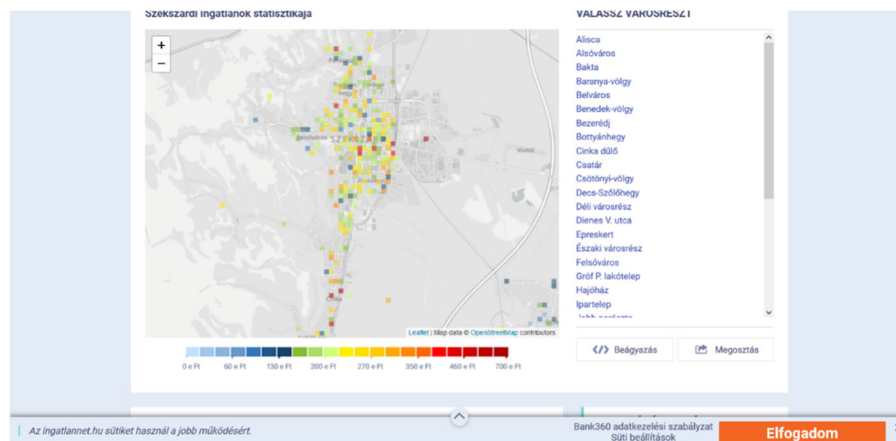 Szekszárdi ingatlanok statisztikája
VÁLASSZ VÁROSRÉSZT
+
−
SZEKSZÁRD
Cinka
Leaflet | Map data © OpenStreetMap contributors
0 e Ft
60 e Ft
130 e Ft
200 e Ft
270 e Ft
350 e Ft
460 e Ft
700 e Ft
Alisca
Alsóváros
Bakta
Baranya-völgy
Belváros
Benedek-völgy
Bezerédj
Bottyánhegy
Cinka dűlő
Csatár
Csötönyi-völgy
Decs-Szőlőhegy
Déli városrész
Dienes V. utca
Epreskert
Északi városrész
Felsőváros
Gróf P. lakótelep
Hajóház
Ipartelep
</> Beágyazás
Megosztás
Az ingatlannet.hu sütiket használ a jobb működésért.
Bank360 adatkezelési szabályzat
Süti beállítások
Elfogadom